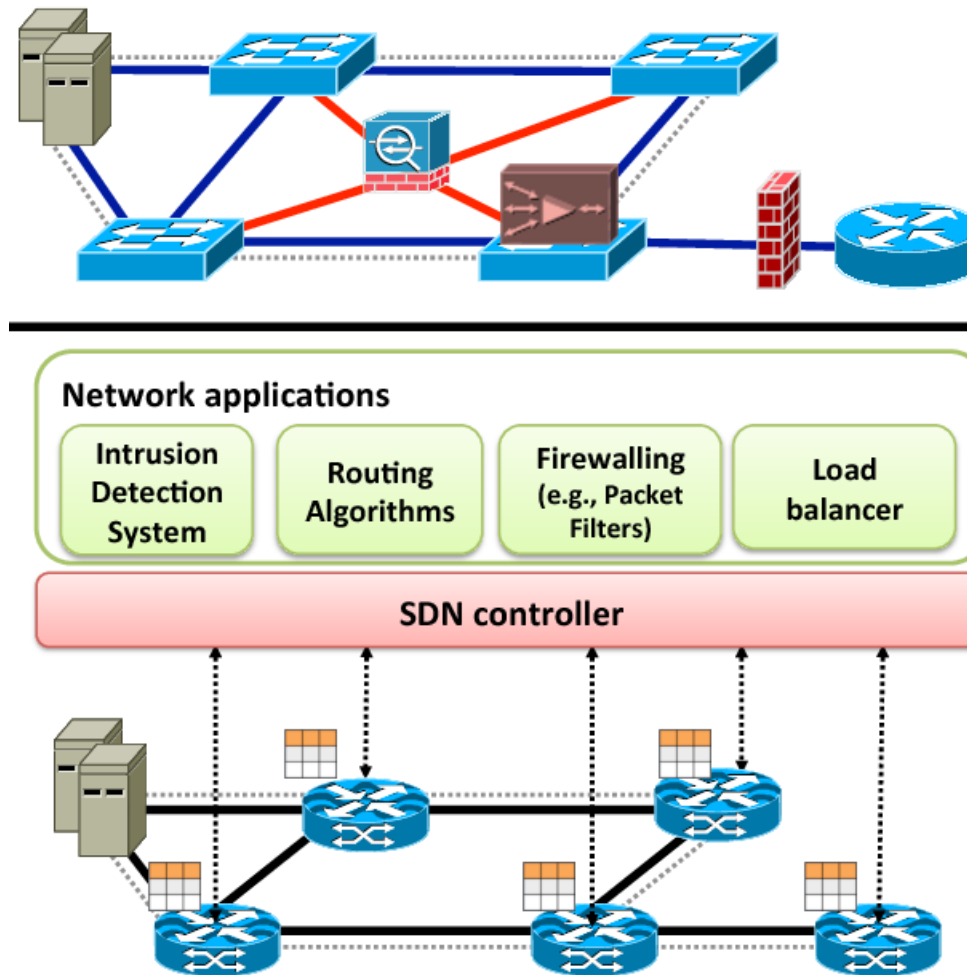 Network applications
Intrusion
Detection
System
Routing
Algorithms
Firewalling
(e.g., Packet
Filters)
Load
balancer
SDN controller